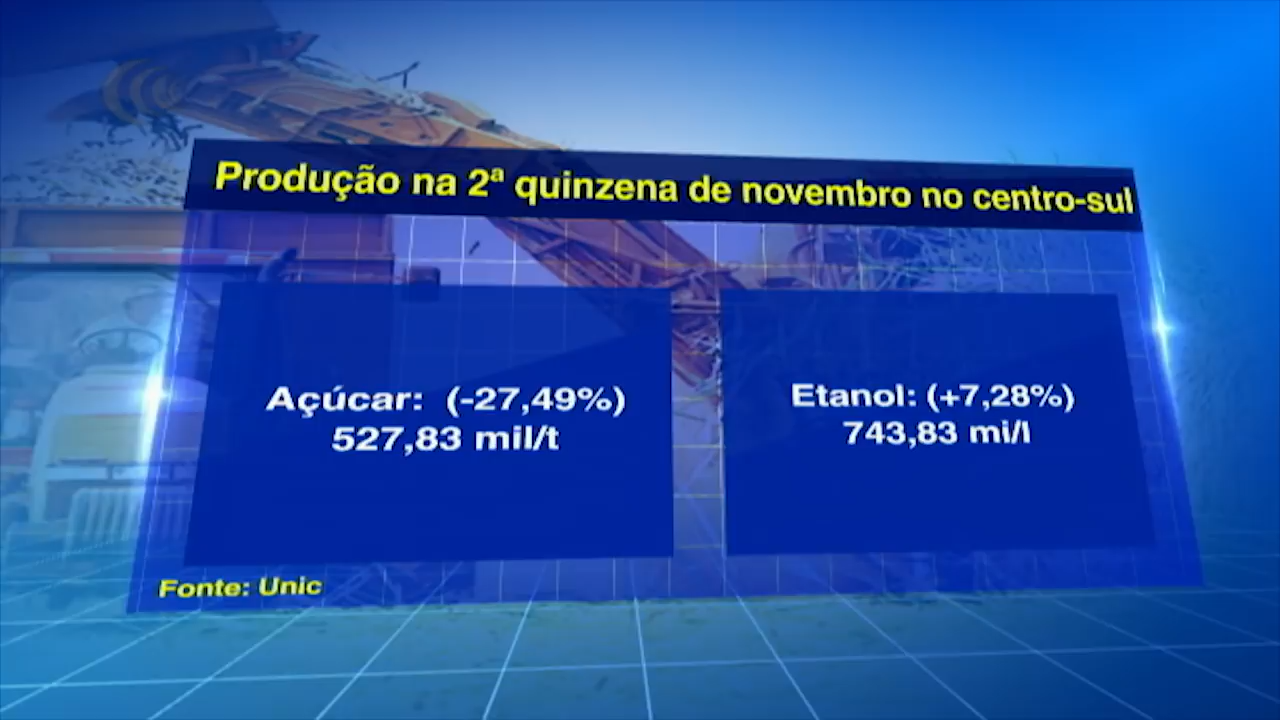 Produção na 2ª quinzena de novembro no centro-sul
Açúcar: (-27,49%)
527,83 mil/t
Etanol: (+7,28%)
743,83 mi/l
Fonte: Unic